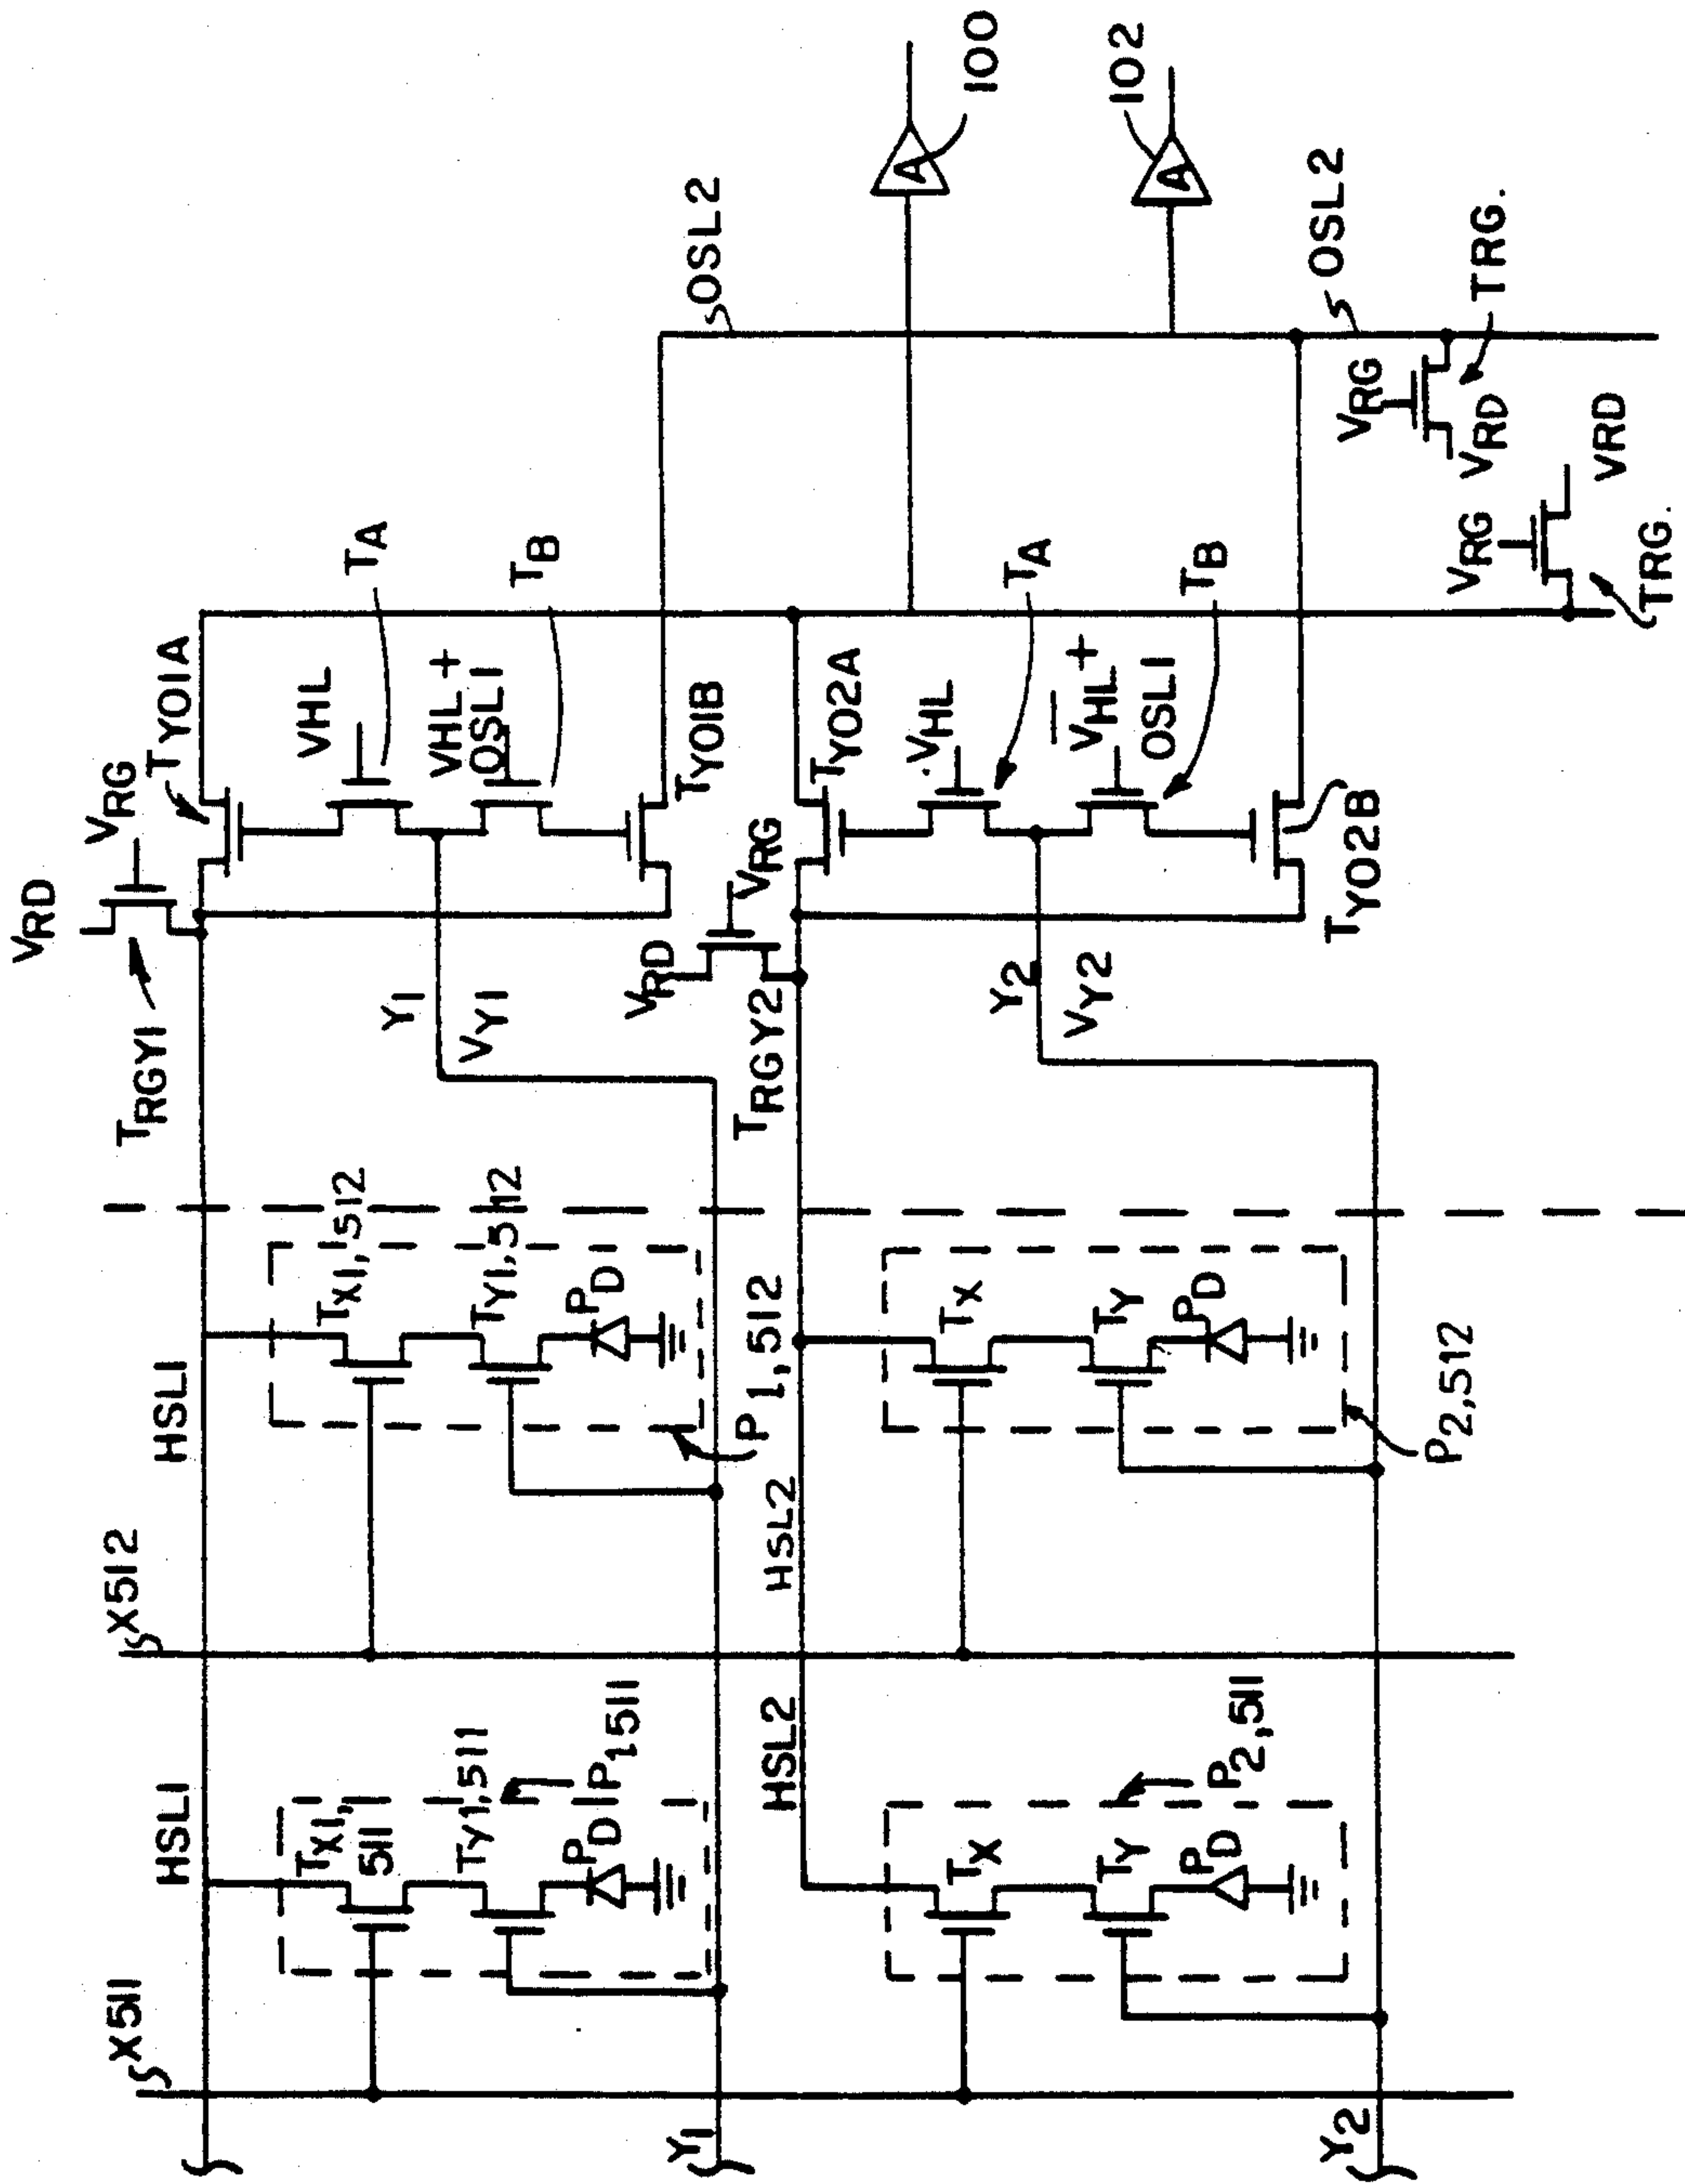 X511
X512
HSL1
HSL1
TX1,
511
TY1,511
PD
P1511
TX1,512
TY1,512
PD
P1,512
Y1
TRGY1
VRD
VRG
TYO1A
VHL
TA
VHL+
OSL1
TB
TYO1B
Y1
VY1
OSL2
A
100
HSL2
HSL2
TX
TY
PD
P2,511
TX
TY
PD
P2,512
Y2
TRGY2
VRD
VRG
TYO2A
VHL
TA
VHL+
OSL1
TB
TYO2B
Y2
VY2
A
102
OSL2
VRG
VRD
TRG.
VRG
VRD
TRG.